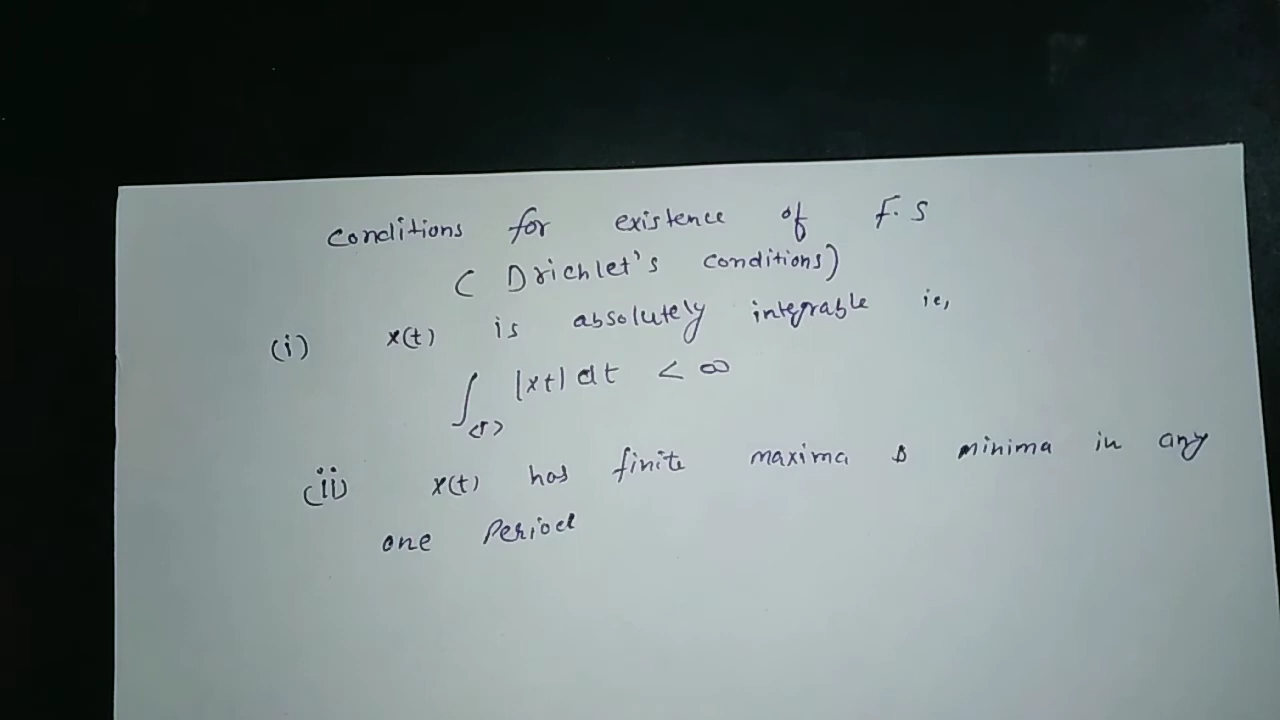 conditions for existence of F.S
( Drichlet's conditions)
(i) x(t) is absolutely integrable ie,
∫<T> |xt| dt < ∞
(ii) x(t) has finite maxima & minima in any
one Period